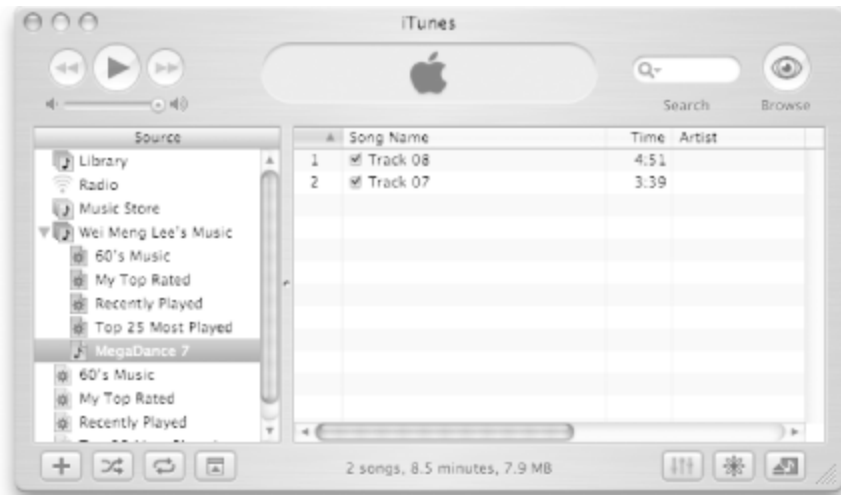 iTunes
Search
Browse
Source
Library
Radio
Music Store
Wei Meng Lee's Music
60's Music
My Top Rated
Recently Played
Top 25 Most Played
MegaDance 7
60's Music
My Top Rated
Recently Played
Song Name Time Artist
1 Track 08 4:51
2 Track 07 3:39
2 songs, 8.5 minutes, 7.9 MB